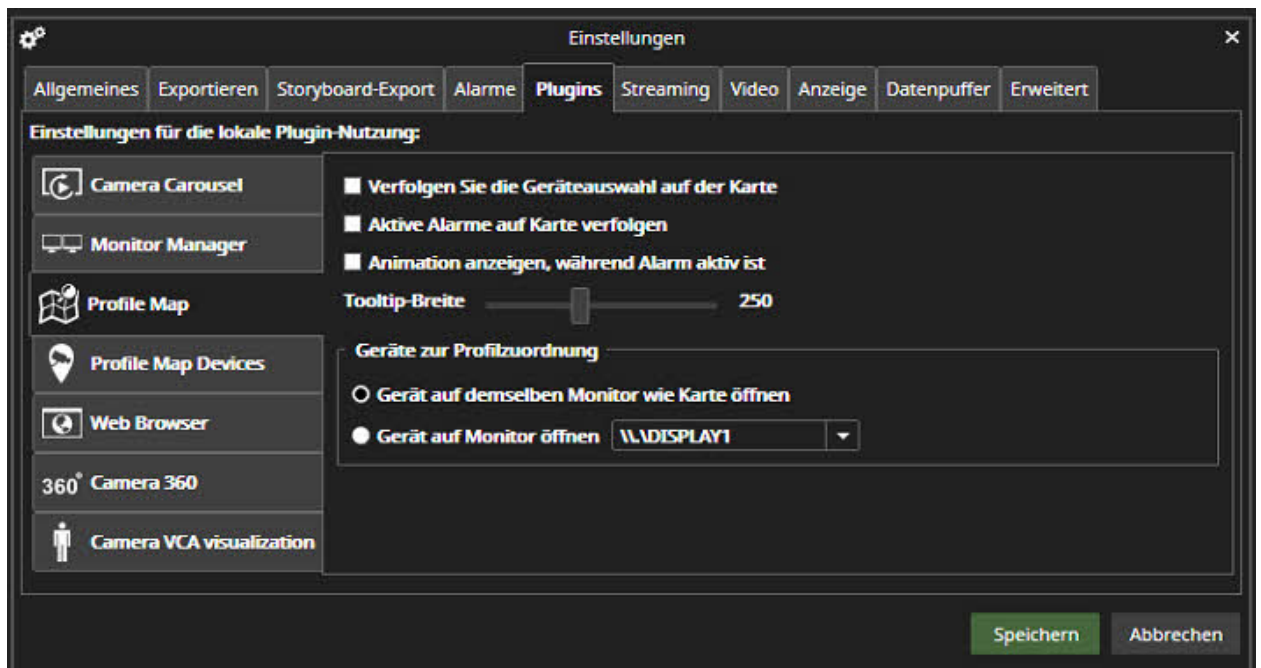 Einstellungen
Allgemeines Exportieren Storyboard-Export Alarme Plugins Streaming Video Anzeige Datenpuffer Erweitert
Einstellungen für die lokale Plugin-Nutzung:
Camera Carousel
Monitor Manager
Profile Map
Profile Map Devices
Web Browser
360° Camera 360
Camera VCA visualization
Verfolgen Sie die Geräteauswahl auf der Karte
Aktive Alarme auf Karte verfolgen
Animation anzeigen, während Alarm aktiv ist
Tooltip-Breite 250
Geräte zur Profilzuordnung
Gerät auf demselben Monitor wie Karte öffnen
Gerät auf Monitor öffnen \\.\DISPLAY1
Speichern Abbrechen